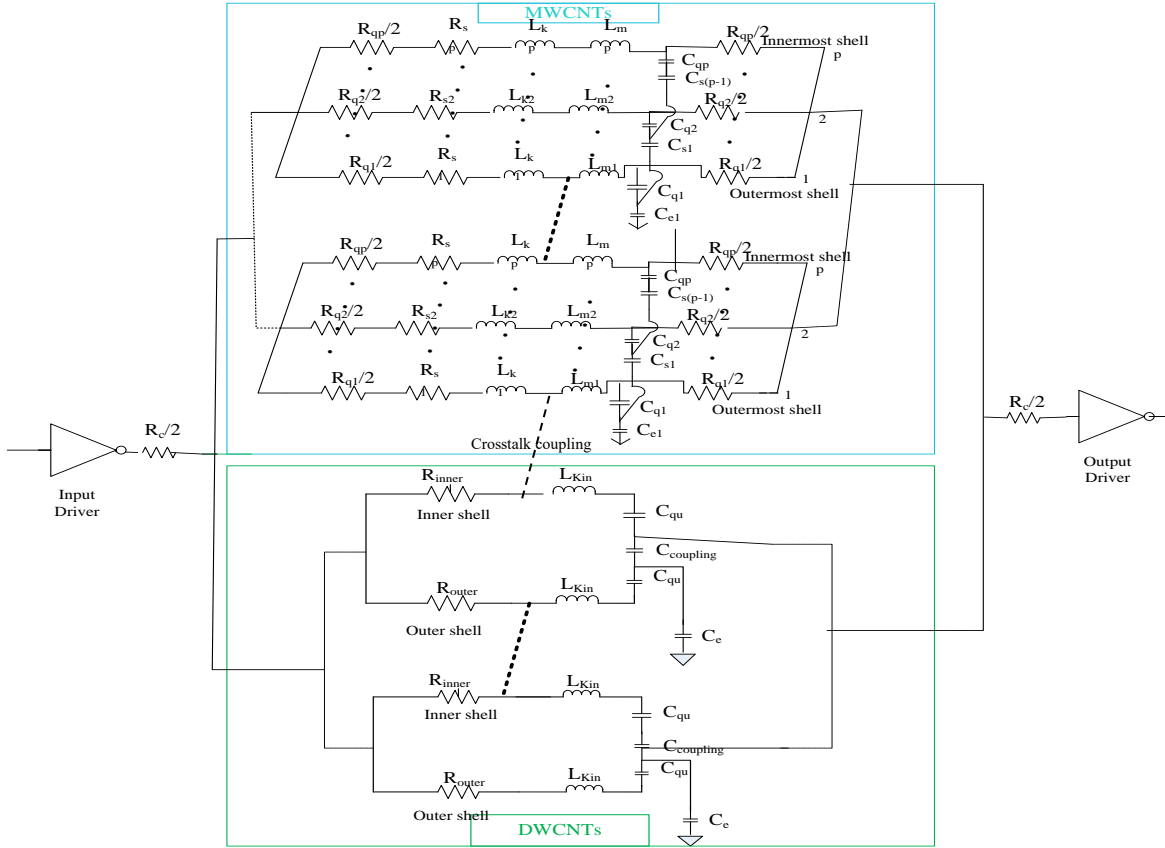 MWCNTs
Rqp/2 Rs p Lk p Lm p Rqp/2 Innermost shell p
Cqp
Cs(p-1)
Rq2/2 Rs2 Lk2 Lm2 Rq2/2 2
Cq2
Cs1
Rq1/2 Rs 1 Lk 1 Lm1 Rq1/2 1
Cq1 Outermost shell
Ce1
Rqp/2 Rs p Lk p Lm p Rqp/2 Innermost shell p
Cqp
Cs(p-1)
Rq2/2 Rs2 Lk2 Lm2 Rq2/2 2
Cq2
Cs1
Rq1/2 Rs 1 Lk 1 Lm1 Rq1/2 1
Cq1 Outermost shell
Ce1
Crosstalk coupling
Rc/2
Input
Driver
Rc/2
Output
Driver
Rinner LKin
Inner shell Cqu
Ccoupling
Router LKin Cqu
Outer shell
Ce
Rinner LKin
Inner shell Cqu
Ccoupling
Router LKin Cqu
Outer shell
Ce
DWCNTs